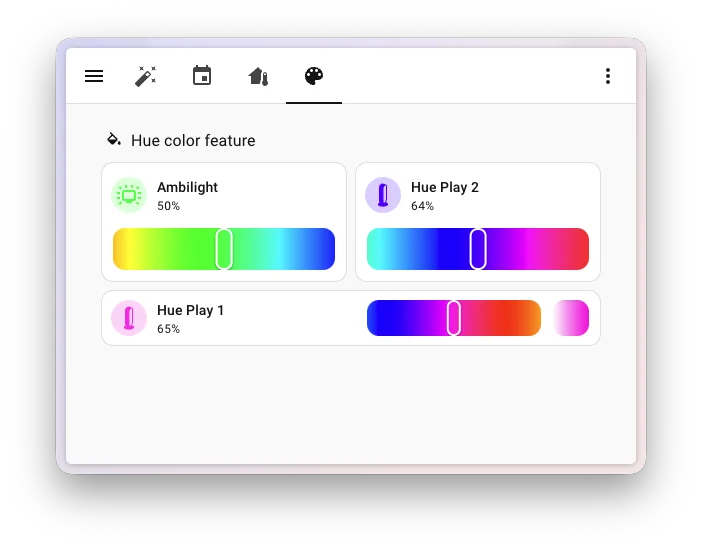 Hue color feature
Ambilight
50%
Hue Play 2
64%
Hue Play 1
65%